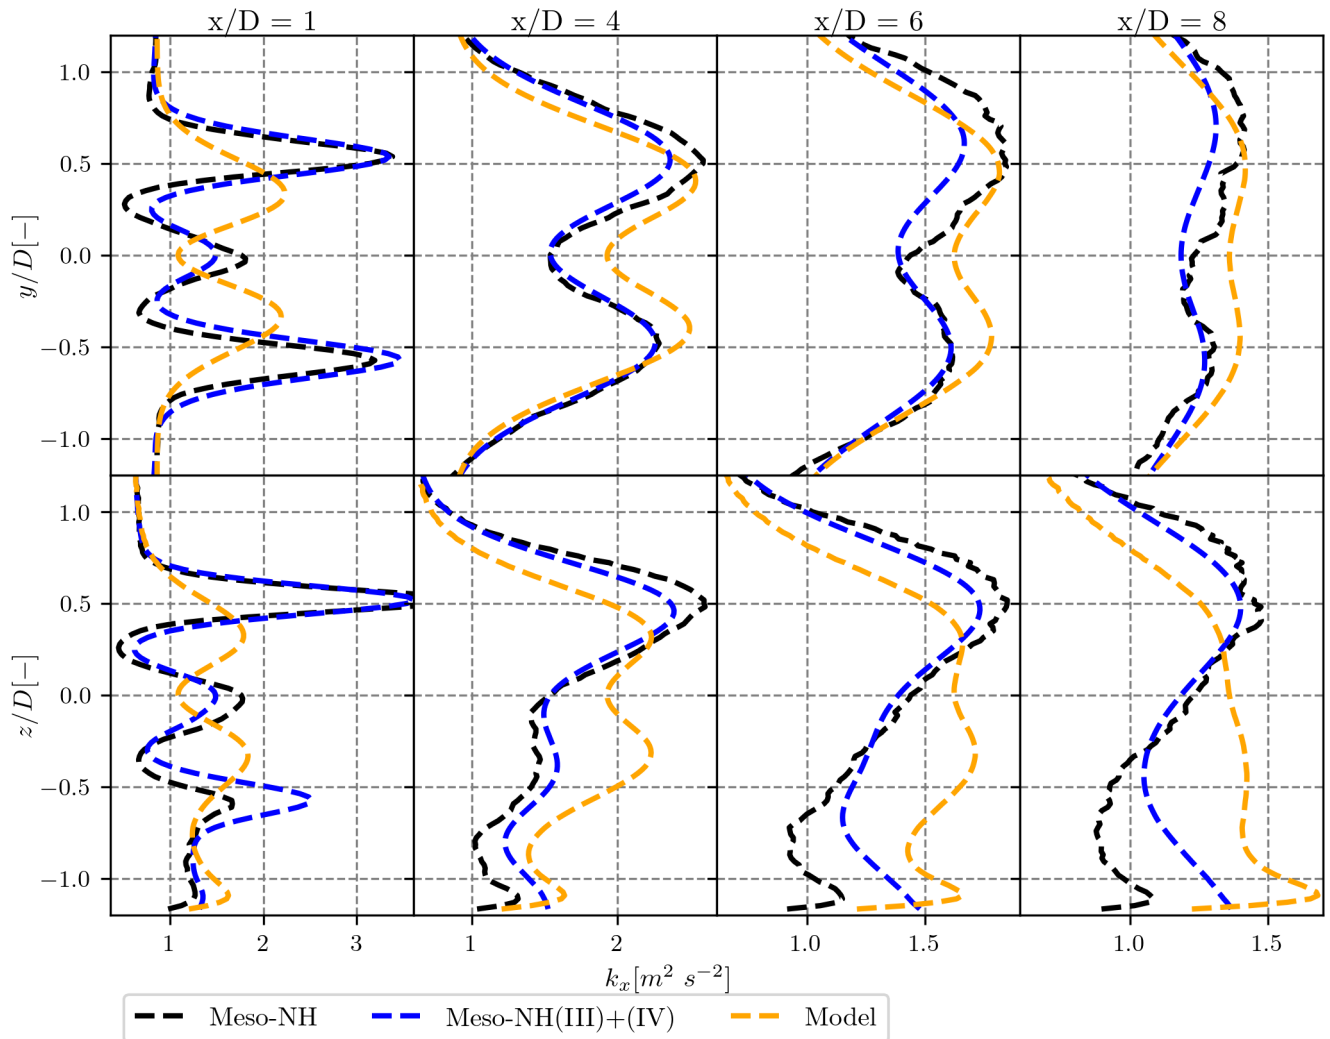 x/D = 1 x/D = 4 x/D = 6 x/D = 8
1.0
0.5
0.0
−0.5
−1.0
y/D[−]
1.0
0.5
0.0
−0.5
−1.0
z/D[−]
1 2 3 1 2 1.0 1.5 1.0 1.5
k_x[m² s⁻²]
Meso-NH Meso-NH(III)+(IV) Model